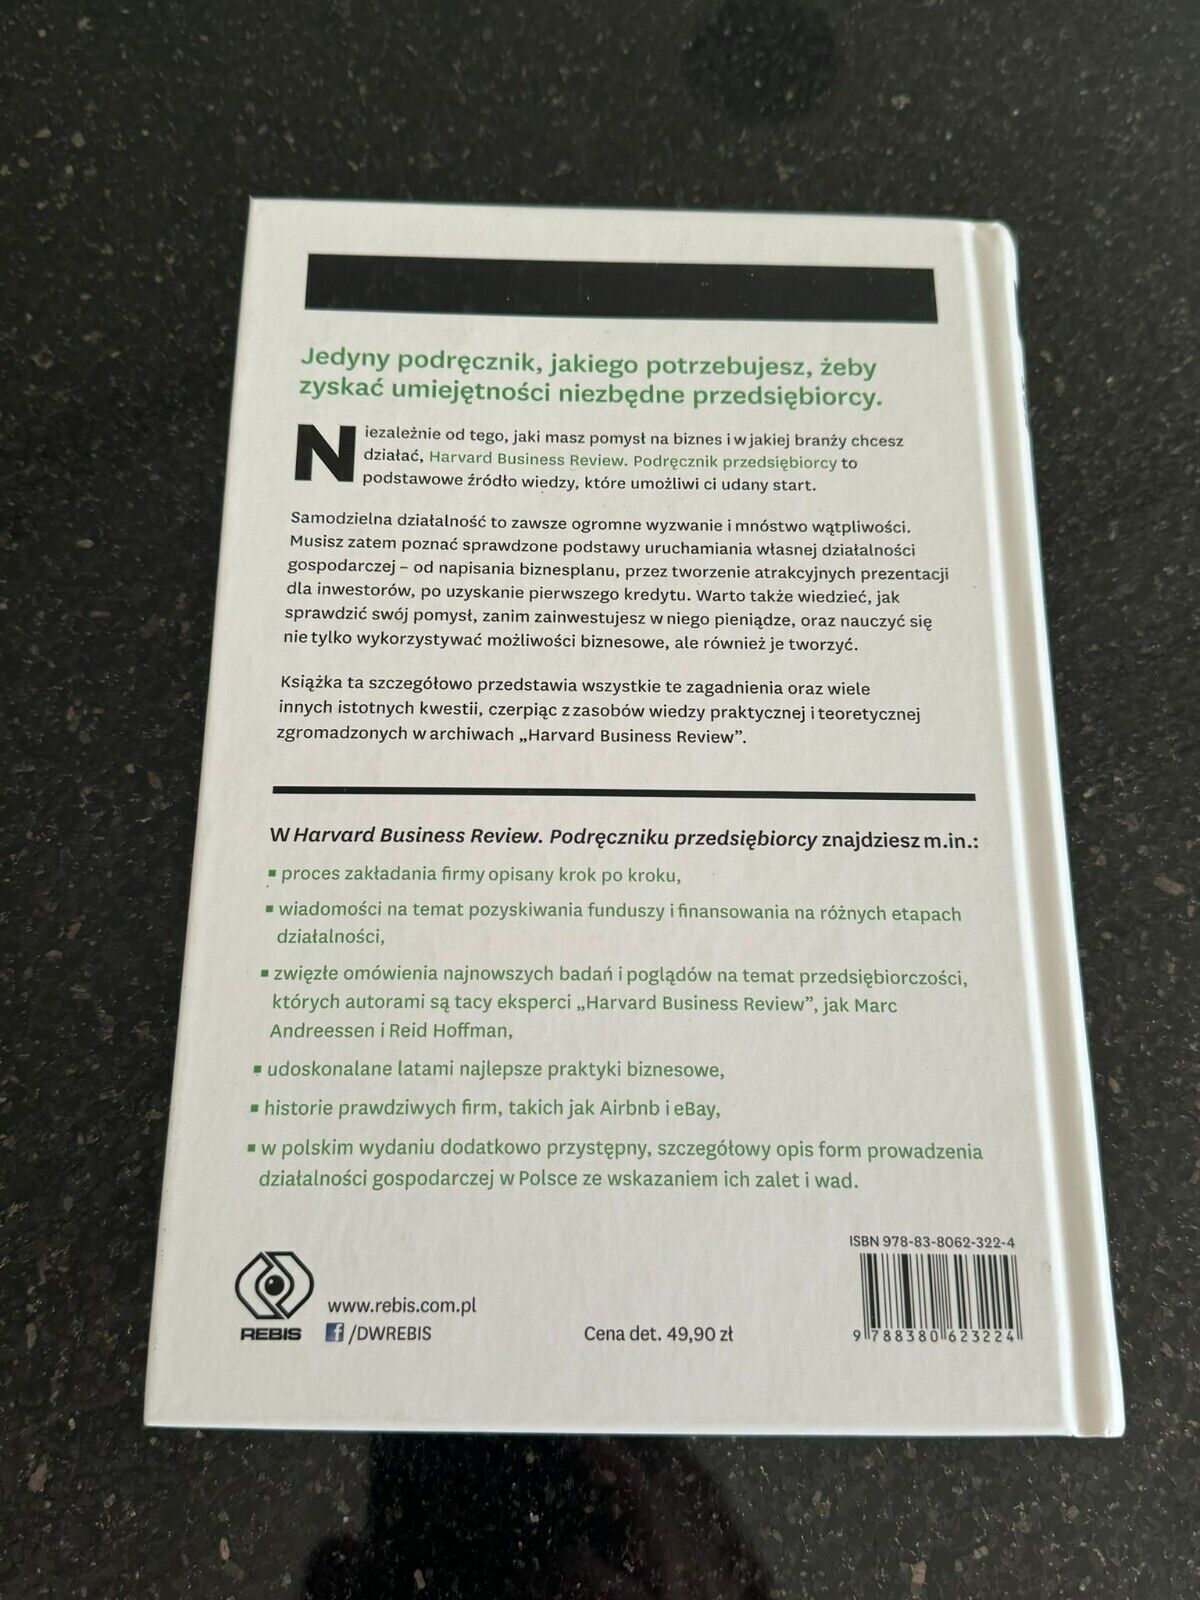 Jedyny podręcznik, jakiego potrzebujesz, żeby
zyskać umiejętności niezbędne przedsiębiorcy.
Niezależnie od tego, jaki masz pomysł na biznes i w jakiej branży chcesz
działać, Harvard Business Review. Podręcznik przedsiębiorcy to
podstawowe źródło wiedzy, które umożliwi ci udany start.
Samodzielna działalność to zawsze ogromne wyzwanie i mnóstwo wątpliwości.
Musisz zatem poznać sprawdzone podstawy uruchamiania własnej działalności
gospodarczej – od napisania biznesplanu, przez tworzenie atrakcyjnych prezentacji
dla inwestorów, po uzyskanie pierwszego kredytu. Warto także wiedzieć, jak
sprawdzić swój pomysł, zanim zainwestujesz w niego pieniądze, oraz nauczyć się
nie tylko wykorzystywać możliwości biznesowe, ale również je tworzyć.
Książka ta szczegółowo przedstawia wszystkie te zagadnienia oraz wiele
innych istotnych kwestii, czerpiąc z zasobów wiedzy praktycznej i teoretycznej
zgromadzonych w archiwach „Harvard Business Review”.
W Harvard Business Review. Podręczniku przedsiębiorcy znajdziesz m.in.:
▪ proces zakładania firmy opisany krok po kroku,
▪ wiadomości na temat pozyskiwania funduszy i finansowania na różnych etapach
działalności,
▪ zwięzłe omówienia najnowszych badań i poglądów na temat przedsiębiorczości,
których autorami są tacy eksperci „Harvard Business Review”, jak Marc
Andreessen i Reid Hoffman,
▪ udoskonalane latami najlepsze praktyki biznesowe,
▪ historie prawdziwych firm, takich jak Airbnb i eBay,
▪ w polskim wydaniu dodatkowo przystępny, szczegółowy opis form prowadzenia
działalności gospodarczej w Polsce ze wskazaniem ich zalet i wad.
ISBN 978-83-8062-322-4
www.rebis.com.pl
REBIS
f /DWREBIS
Cena det. 49,90 zł
9 788380 623224